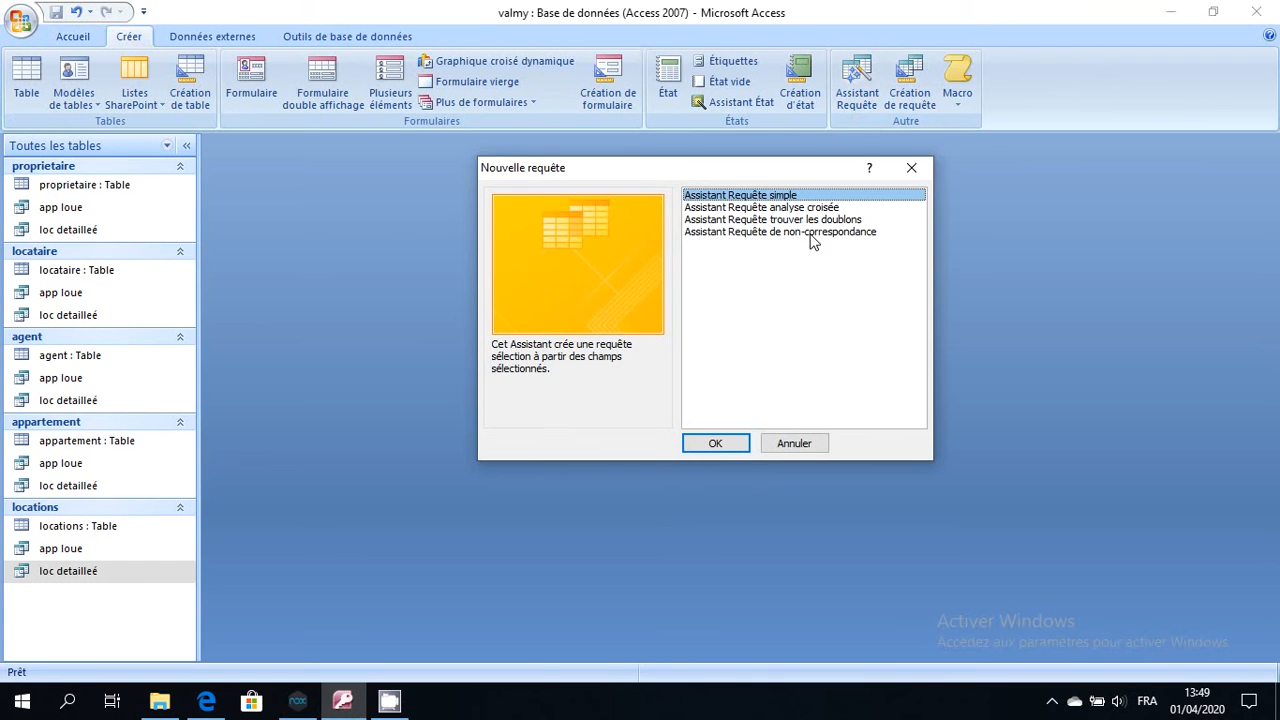 valmy : Base de données (Access 2007) - Microsoft Access
Accueil
Créer
Données externes
Outils de base de données
Table
Modèles de tables
Listes SharePoint
Création de table
Tables
Formulaire
Formulaire double affichage
Plusieurs éléments
Graphique croisé dynamique
Formulaire vierge
Plus de formulaires
Création de formulaire
Formulaires
État
Étiquettes
État vide
Assistant État
Création d'état
États
Assistant Requête
Création de requête
Macro
Autre
Toutes les tables
proprietaire
proprietaire : Table
app loue
loc detailleé
locataire
locataire : Table
app loue
loc detailleé
agent
agent : Table
app loue
loc detailleé
appartement
appartement : Table
app loue
loc detailleé
locations
locations : Table
app loue
loc detailleé
Nouvelle requête
?
Cet Assistant crée une requête
sélection à partir des champs
sélectionnés.
Assistant Requête simple
Assistant Requête analyse croisée
Assistant Requête trouver les doublons
Assistant Requête de non-correspondance
OK
Annuler
Activer Windows
Accédez aux paramètres pour activer Windows.
Prêt
nox
FRA
13:49
01/04/2020